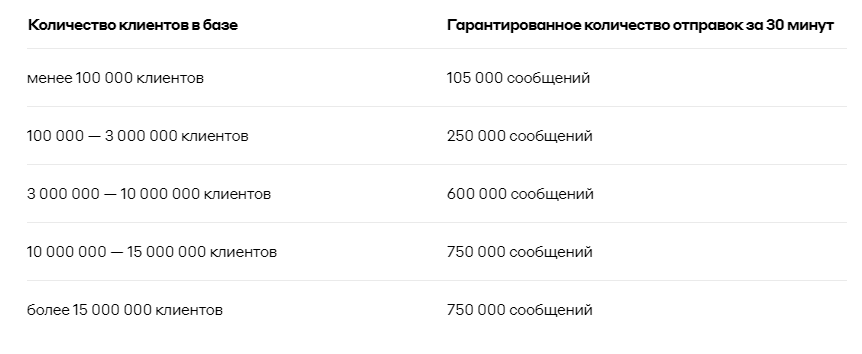 Количество клиентов в базе Гарантированное количество отправок за 30 минут
менее 100 000 клиентов 105 000 сообщений
100 000 — 3 000 000 клиентов 250 000 сообщений
3 000 000 — 10 000 000 клиентов 600 000 сообщений
10 000 000 — 15 000 000 клиентов 750 000 сообщений
более 15 000 000 клиентов 750 000 сообщений